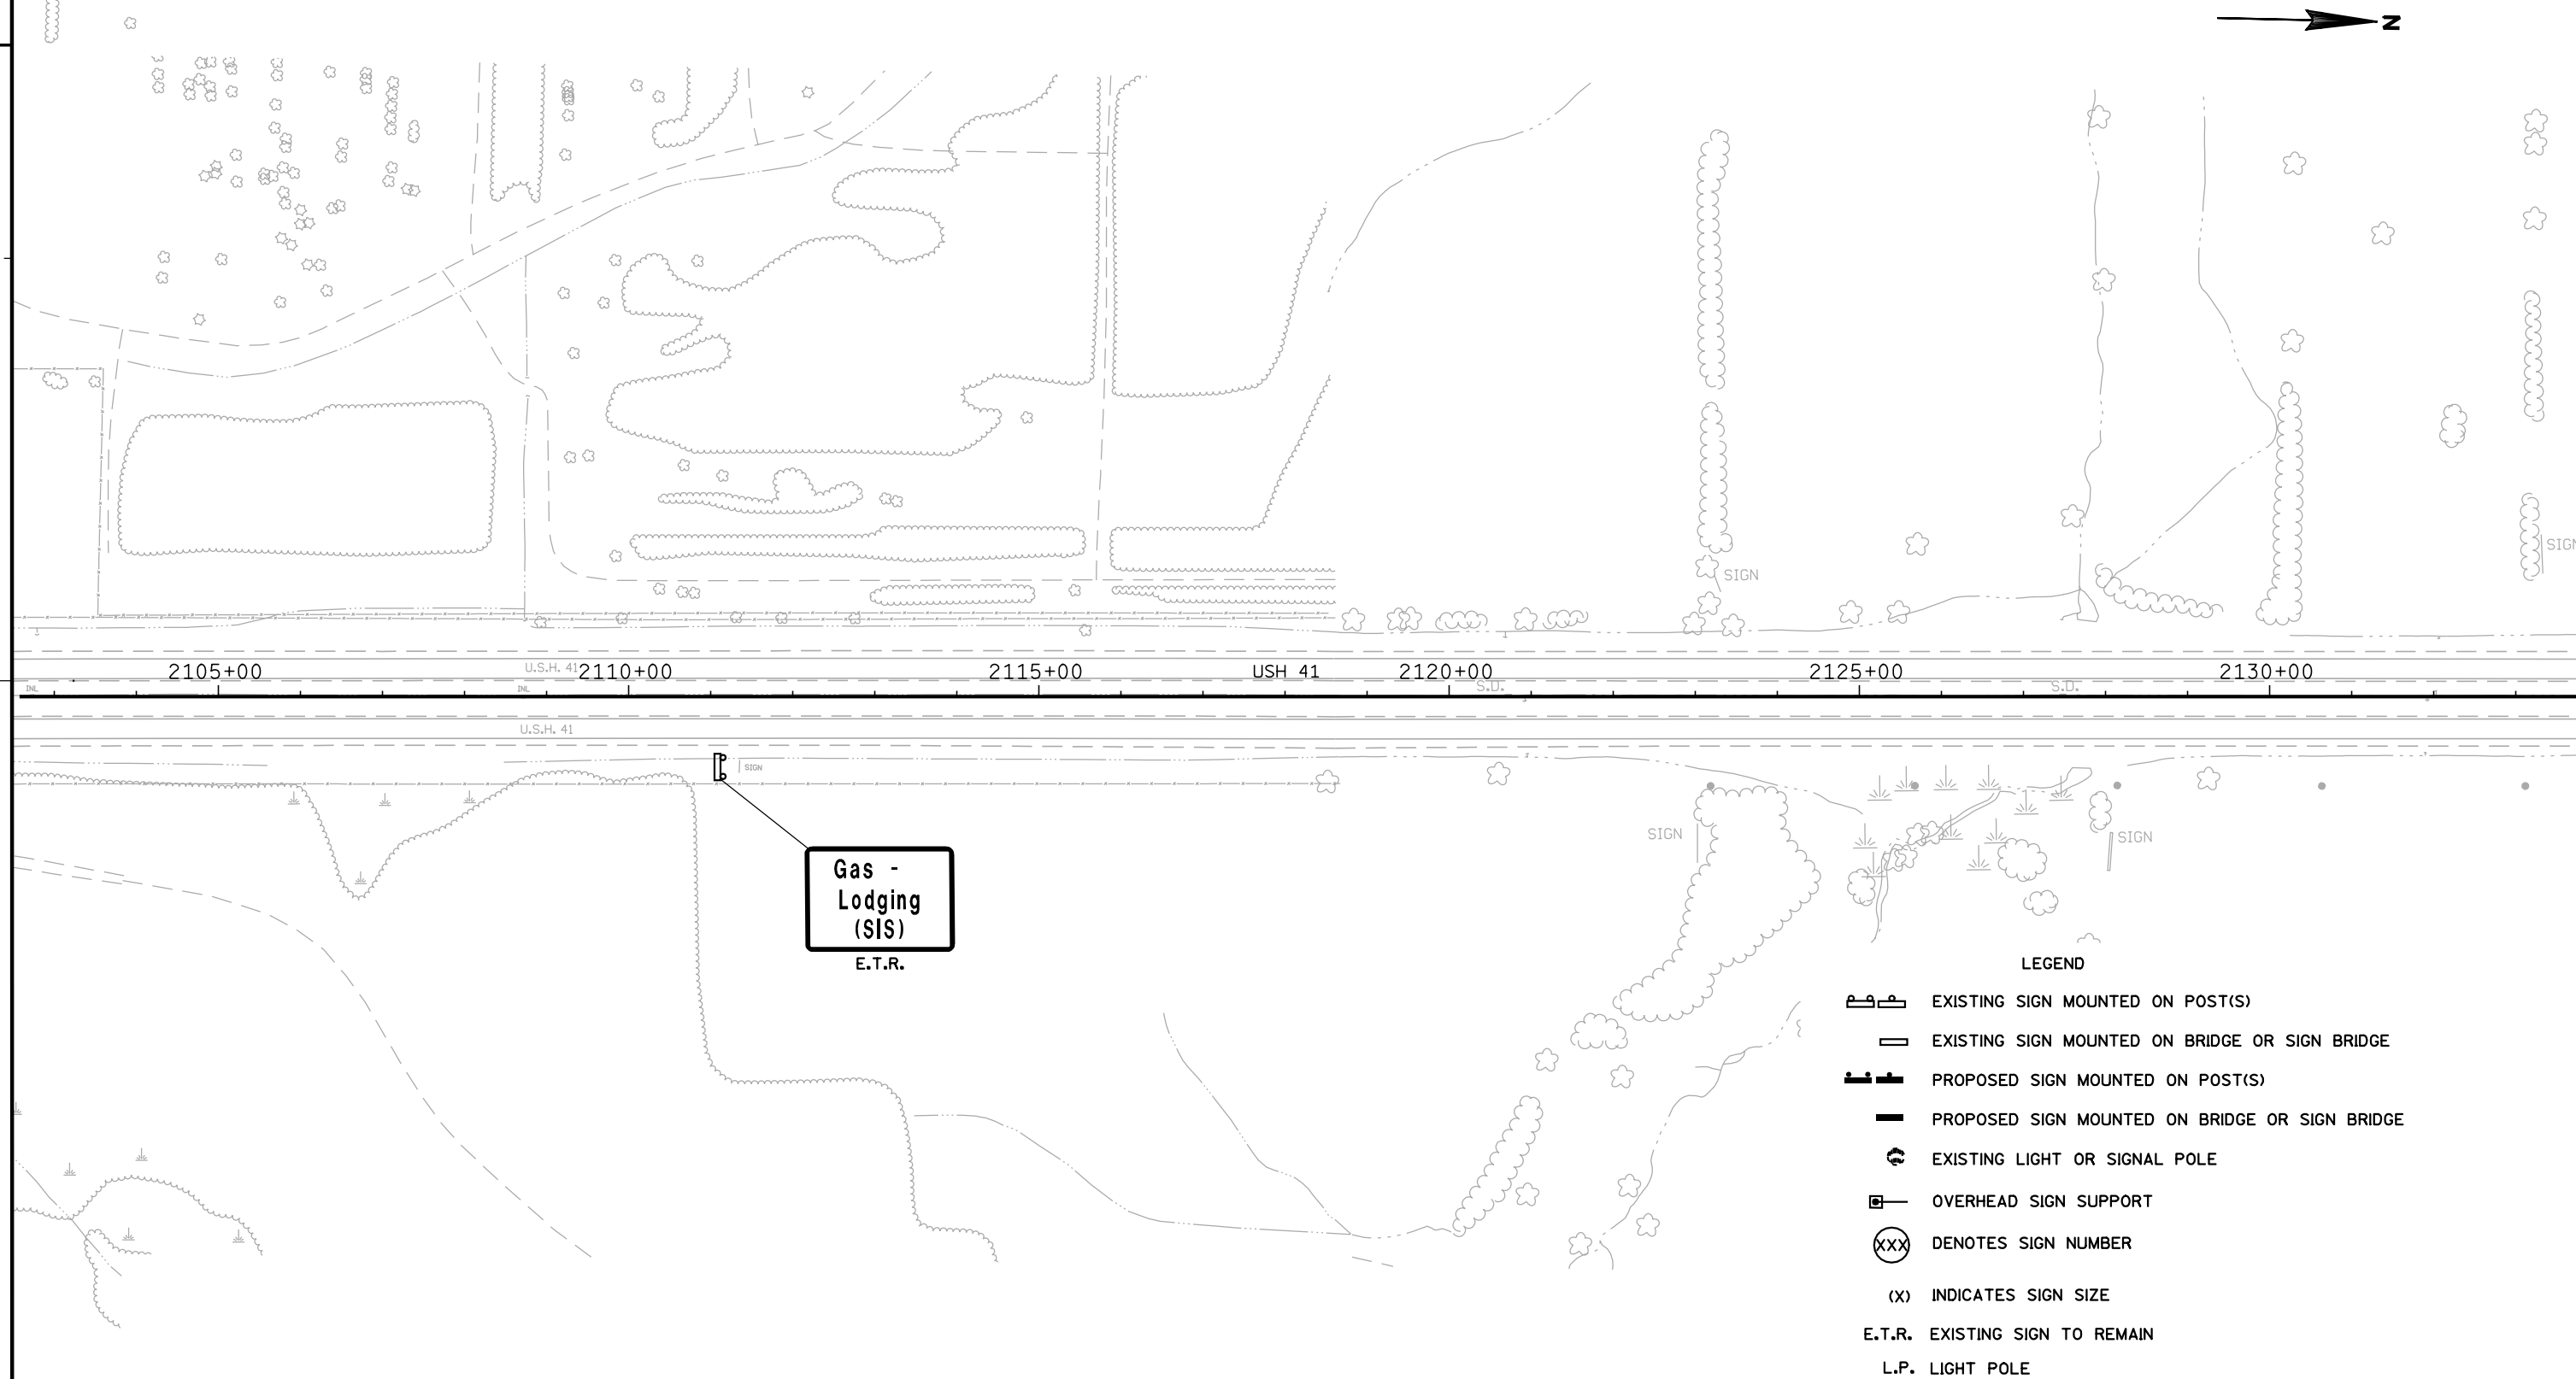 N
SIGN
SIGN
2105+00
U.S.H. 41
2110+00
2115+00
USH 41
2120+00
2125+00
2130+00
INL
INL
S.D.
S.D.
U.S.H. 41
SIGN
SIGN
SIGN
Gas -
Lodging
(SIS)
E.T.R.
LEGEND
EXISTING SIGN MOUNTED ON POST(S)
EXISTING SIGN MOUNTED ON BRIDGE OR SIGN BRIDGE
PROPOSED SIGN MOUNTED ON POST(S)
PROPOSED SIGN MOUNTED ON BRIDGE OR SIGN BRIDGE
EXISTING LIGHT OR SIGNAL POLE
OVERHEAD SIGN SUPPORT
XXX DENOTES SIGN NUMBER
(X) INDICATES SIGN SIZE
E.T.R. EXISTING SIGN TO REMAIN
L.P. LIGHT POLE